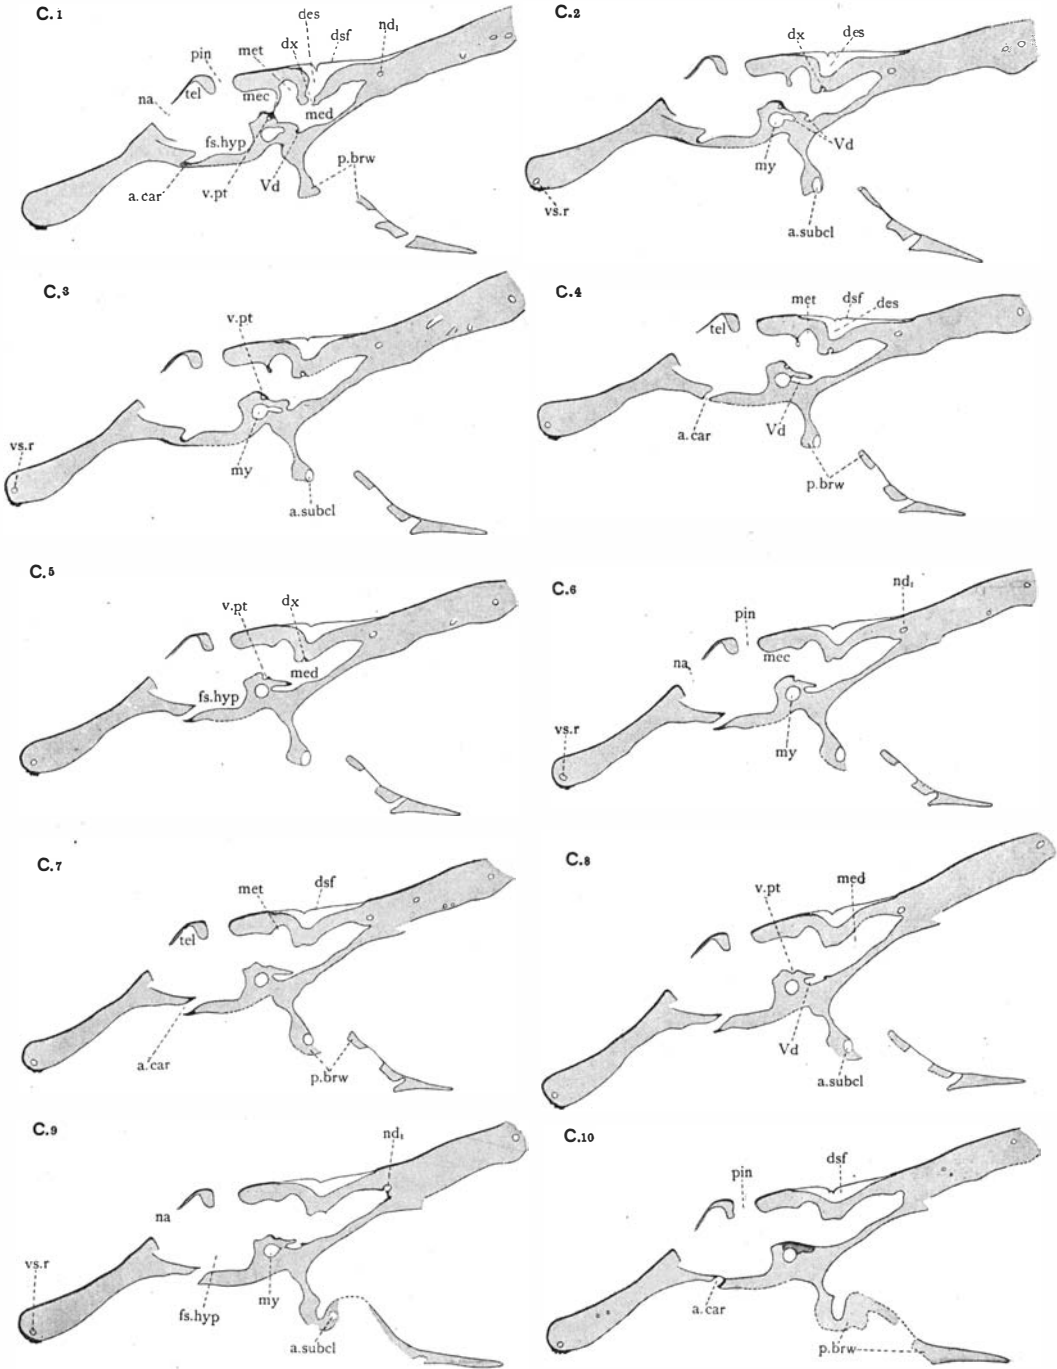 C.1
des
nd₁
pin
met
dx
dsf
tel
mec
na.
med
fs.hyp
a.car
v.pt
Vd
p.brw
C.2
dx
des
my
Vd
vs.r
a.subcl
C.3
v.pt
vs.r
my
a.subcl
C.4
met
dsf
des
tel
a.car
Vd
p.brw
C.5
v.pt
dx
fs.hyp
med
C.6
nd₁
pin
na
mec
vs.r
my
C.7
met
dsf
tel
a.car
p.brw
C.8
v.pt
med
Vd
a.subcl
C.9
nd₁
na
vs.r
fs.hyp
my
a.subcl
C.10
dsf
pin
a.car
p.brw